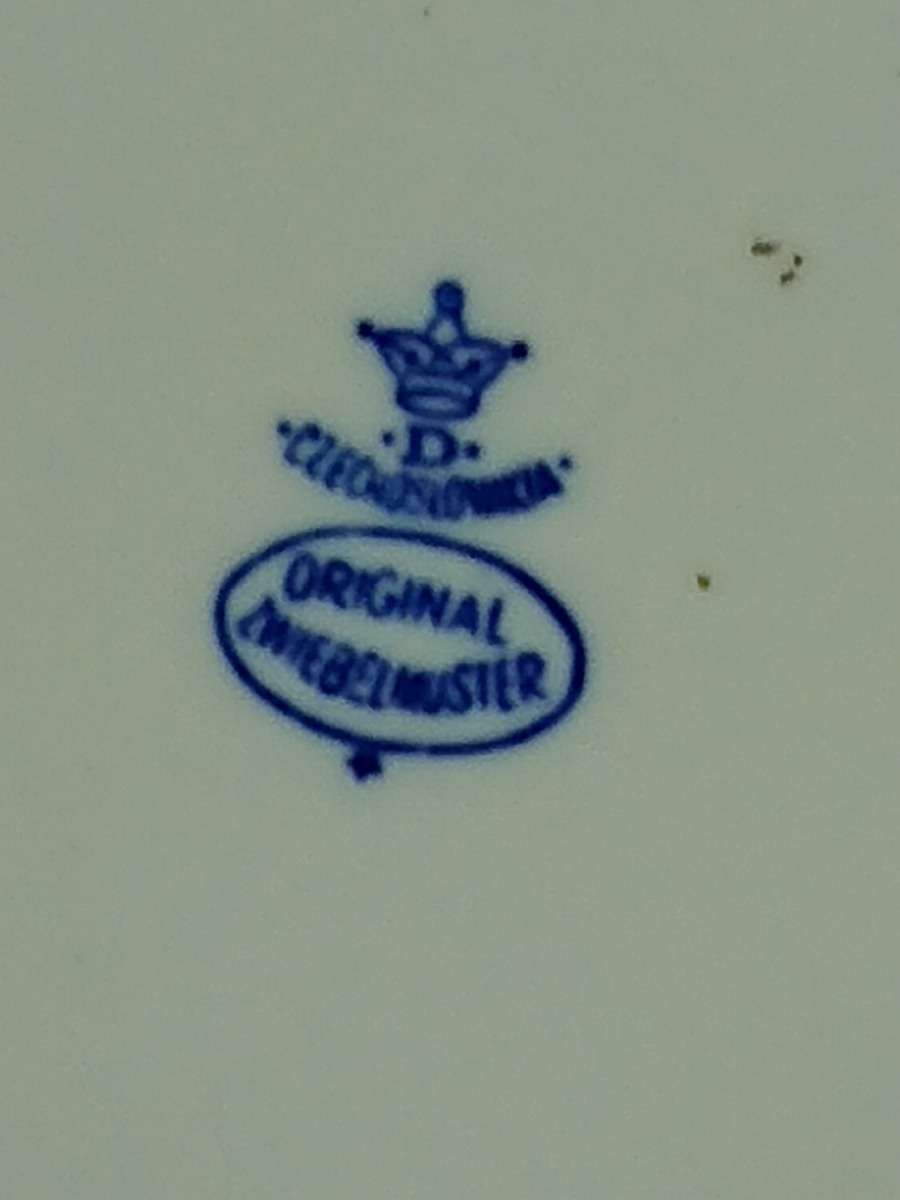 ·D·
·CZECHOSLOVAKIA·
ORIGINAL
ZWIEBELMUSTER